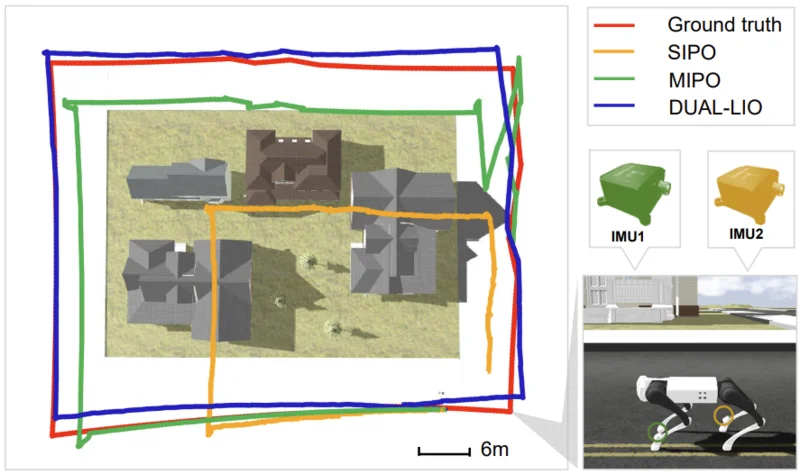 Ground truth
SIPO
MIPO
DUAL-LIO
IMU1
IMU2
6m